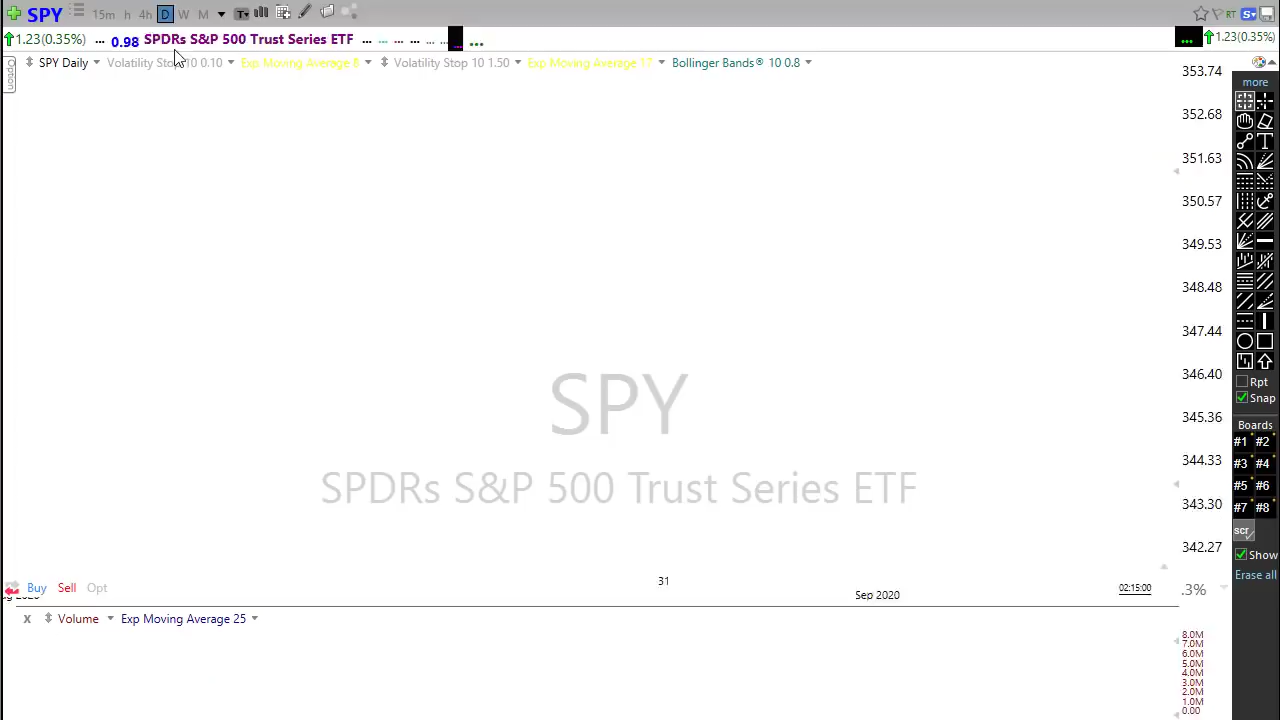 SPY 15m h 4h D W M T RT S
1.23(0.35%) ... 0.98 SPDRs S&P 500 Trust Series ETF ... ... ... ... ... ... ... ... ... 1.23(0.35%)
Option SPY Daily Volatility Stop 10 0.10 Exp Moving Average 8 Volatility Stop 10 1.50 Exp Moving Average 17 Bollinger Bands® 10 0.8
353.74
more
352.68
351.63
350.57
349.53
348.48
347.44
346.40
Rpt
Snap
SPY
345.36
Boards
#1 #2
344.33
#3 #4
SPDRs S&P 500 Trust Series ETF
#5 #6
343.30
#7 #8
scr
342.27
Show
Erase all
31
Buy Sell Opt
02:15:00
.3%
2020
Sep 2020
X Volume Exp Moving Average 25
8.0M
7.0M
6.0M
5.0M
4.0M
3.0M
2.0M
1.0M
0.00